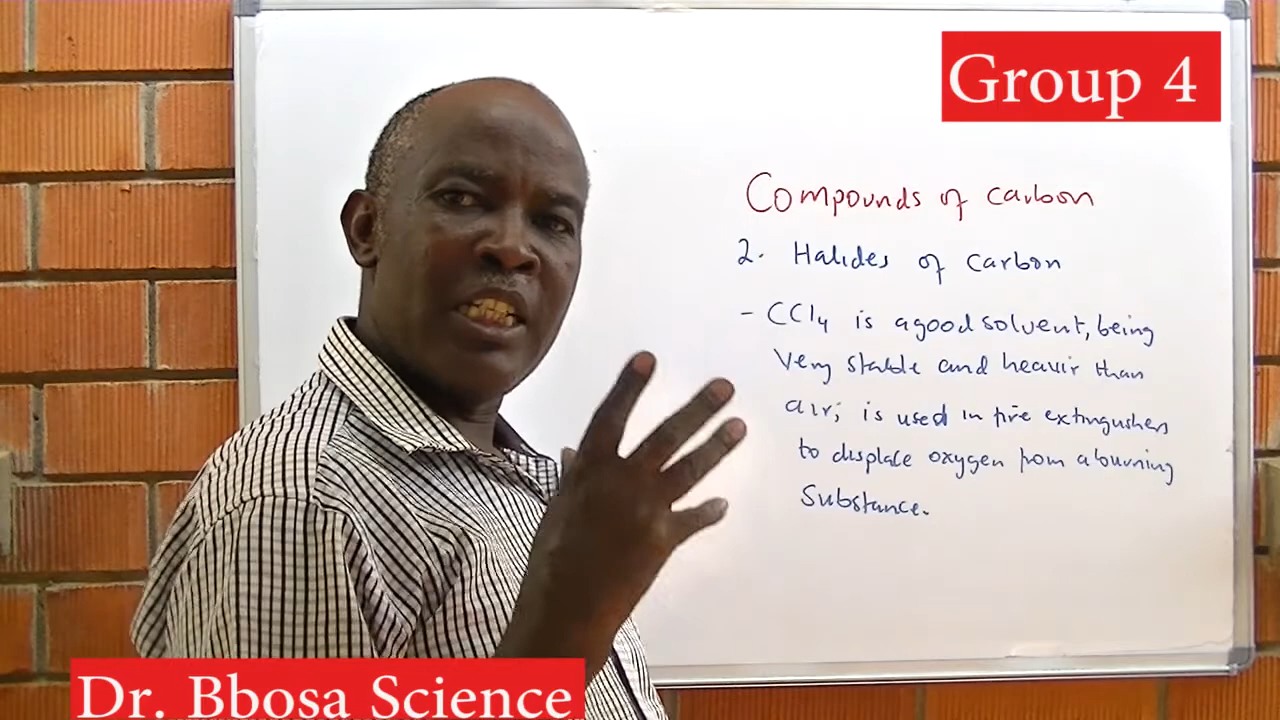 Group 4
Compounds of carbon
2. Halides of carbon
- CCl4 is a good solvent, being
very stable and heavier than
air; is used in fire extinguishers
to displace oxygen from a burning
Substance.
Dr. Bbosa Science